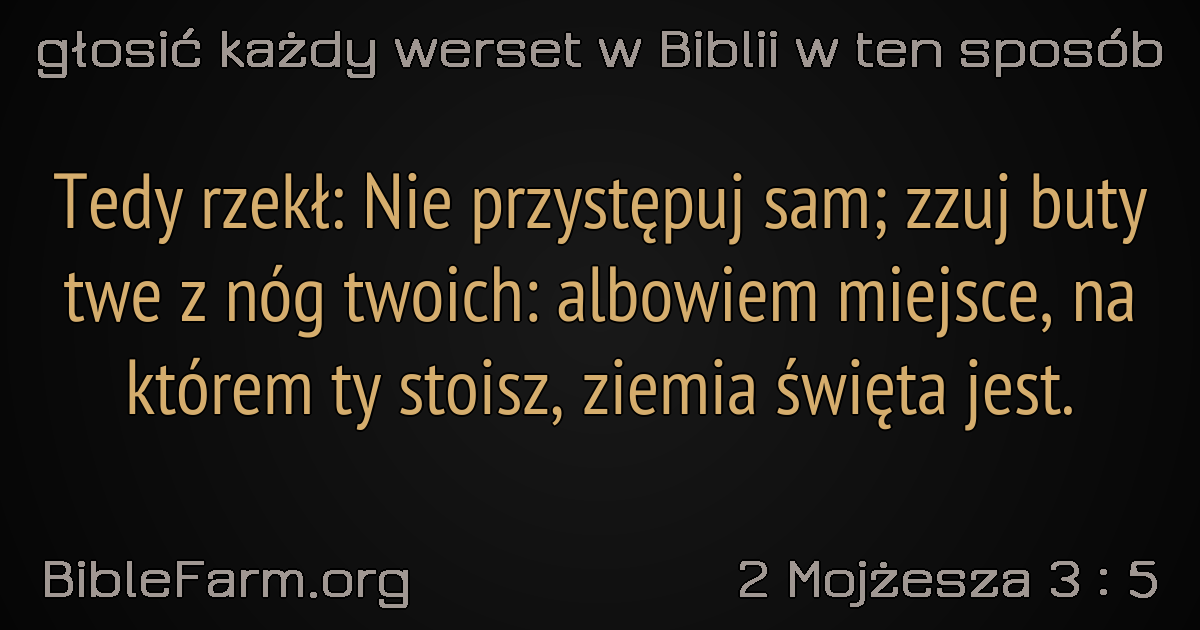 głosić każdy werset w Biblii w ten sposób
Tedy rzekł: Nie przystępuj sam; zzuj buty
twe z nóg twoich: albowiem miejsce, na
którem ty stoisz, ziemia święta jest.
BibleFarm.org
2 Mojżesza 3 : 5